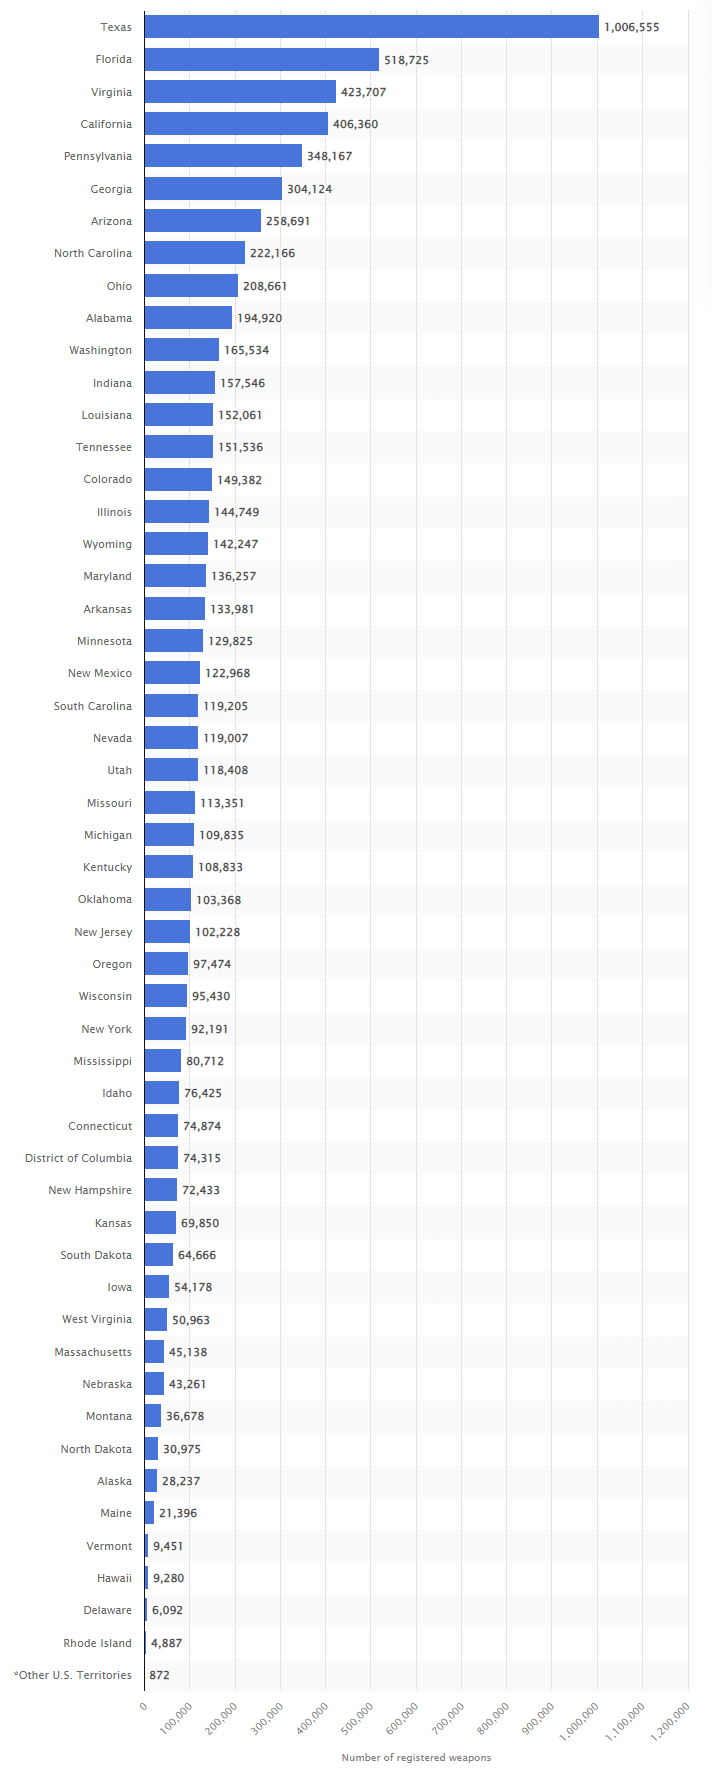 Texas 1,006,555
Florida 518,725
Virginia 423,707
California 406,360
Pennsylvania 348,167
Georgia 304,124
Arizona 258,691
North Carolina 222,166
Ohio 208,661
Alabama 194,920
Washington 165,534
Indiana 157,546
Louisiana 152,061
Tennessee 151,536
Colorado 149,382
Illinois 144,749
Wyoming 142,247
Maryland 136,257
Arkansas 133,981
Minnesota 129,825
New Mexico 122,968
South Carolina 119,205
Nevada 119,007
Utah 118,408
Missouri 113,351
Michigan 109,835
Kentucky 108,833
Oklahoma 103,368
New Jersey 102,228
Oregon 97,474
Wisconsin 95,430
New York 92,191
Mississippi 80,712
Idaho 76,425
Connecticut 74,874
District of Columbia 74,315
New Hampshire 72,433
Kansas 69,850
South Dakota 64,666
Iowa 54,178
West Virginia 50,963
Massachusetts 45,138
Nebraska 43,261
Montana 36,678
North Dakota 30,975
Alaska 28,237
Maine 21,396
Vermont 9,451
Hawaii 9,280
Delaware 6,092
Rhode Island 4,887
*Other U.S. Territories 872
0 100,000 200,000 300,000 400,000 500,000 600,000 700,000 800,000 900,000 1,000,000 1,100,000 1,200,000
Number of registered weapons